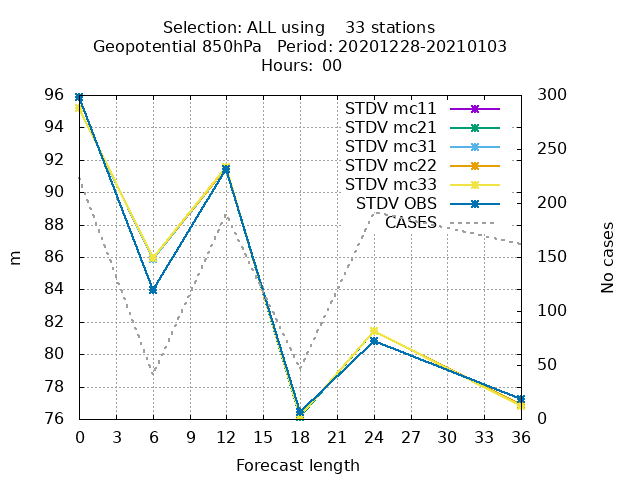 Selection: ALL using 33 stations
Geopotential 850hPa Period: 20201228-20210103
Hours: 00
96 300
STDV mc11
94
STDV mc21
250
STDV mc31
92
STDV mc22
90
STDV mc33
STDV OBS
200
88
CASES
m
86
150
No cases
84
82
100
80
50
78
76 0
0 3 6 9 12 15 18 21 24 27 30 33 36
Forecast length